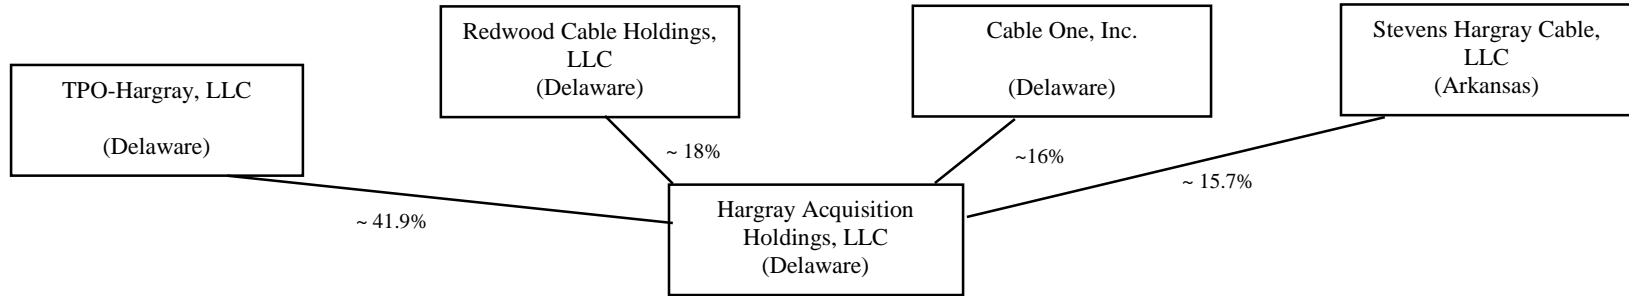 TPO-Hargray, LLC
(Delaware)
Redwood Cable Holdings,
LLC
(Delaware)
Cable One, Inc.
(Delaware)
Stevens Hargray Cable,
LLC
(Arkansas)
~ 41.9%
~ 18%
~16%
~ 15.7%
Hargray Acquisition
Holdings, LLC
(Delaware)